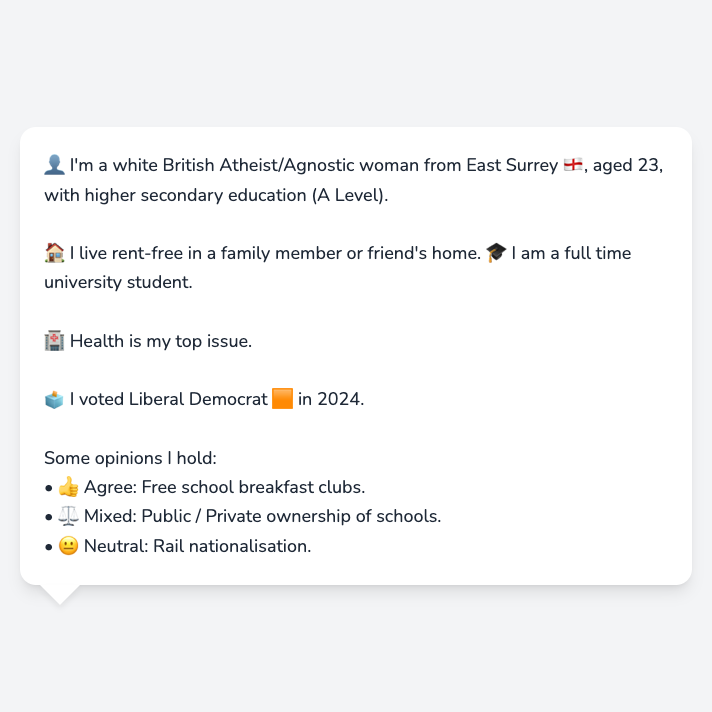 👤 I'm a white British Atheist/Agnostic woman from East Surrey 🏴󠁧󠁢󠁥󠁮󠁧󠁿, aged 23,
with higher secondary education (A Level).
🏠 I live rent-free in a family member or friend's home. 🎓 I am a full time
university student.
🏥 Health is my top issue.
🗳️ I voted Liberal Democrat 🟧 in 2024.
Some opinions I hold:
• 👍 Agree: Free school breakfast clubs.
• ⚖️ Mixed: Public / Private ownership of schools.
• 😐 Neutral: Rail nationalisation.